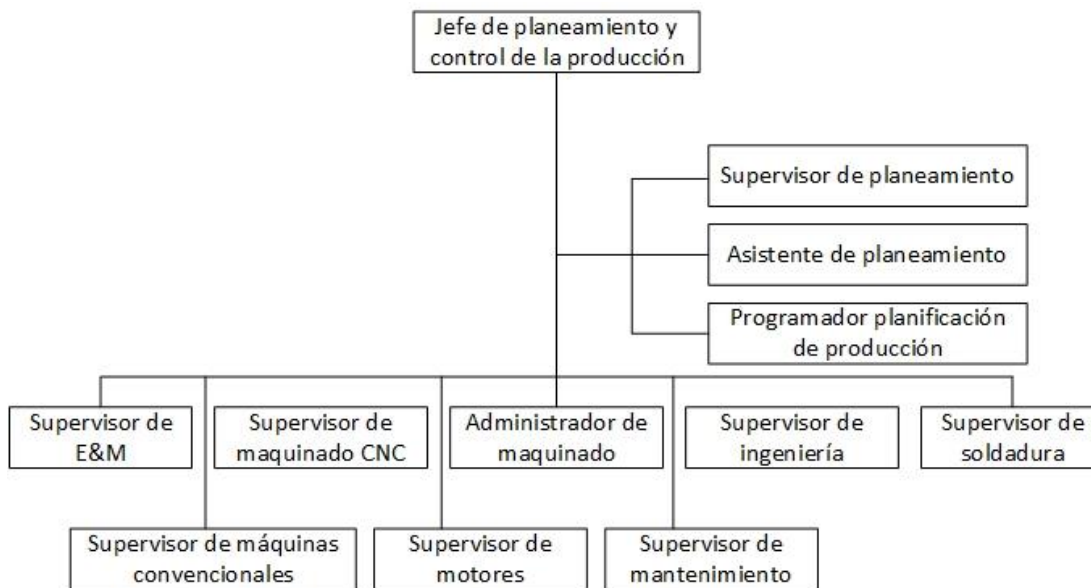 Jefe de planeamiento y
control de la producción
Supervisor de planeamiento
Asistente de planeamiento
Programador planificación
de producción
Supervisor de
E&M
Supervisor de
maquinado CNC
Administrador de
maquinado
Supervisor de
ingeniería
Supervisor de
soldadura
Supervisor de máquinas
convencionales
Supervisor de
motores
Supervisor de
mantenimiento